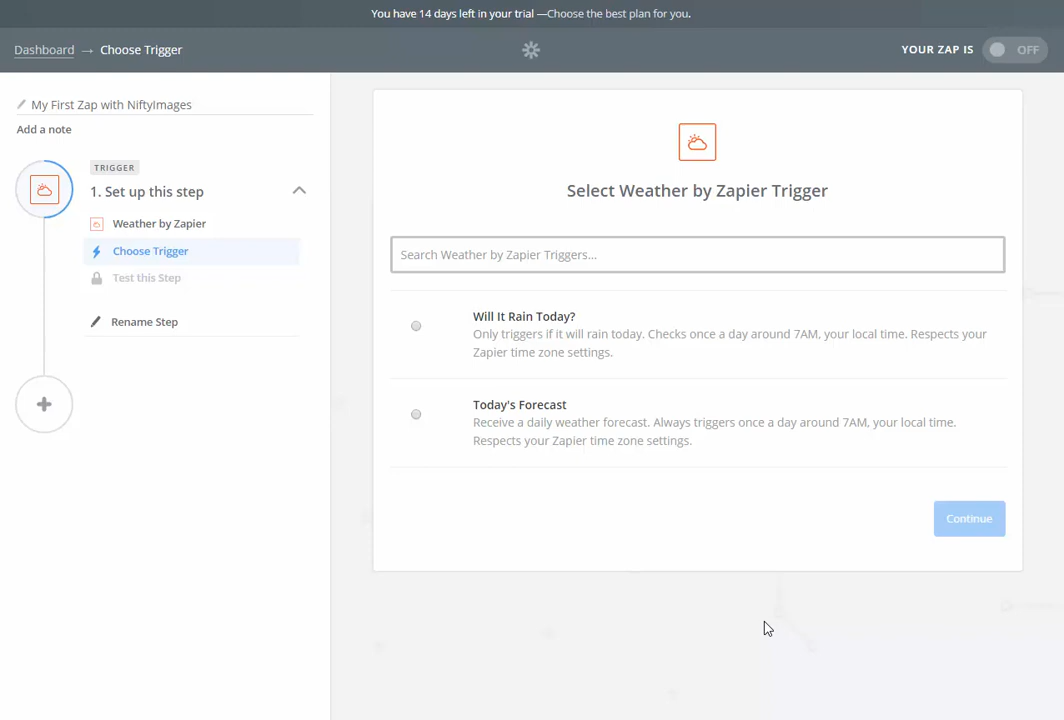 You have 14 days left in your trial —Choose the best plan for you.
Dashboard → Choose Trigger
YOUR ZAP IS OFF
My First Zap with NiftyImages
Add a note
TRIGGER
1. Set up this step
Weather by Zapier
Choose Trigger
Test this Step
Rename Step
Select Weather by Zapier Trigger
Search Weather by Zapier Triggers...
Will It Rain Today?
Only triggers if it will rain today. Checks once a day around 7AM, your local time. Respects your
Zapier time zone settings.
Today's Forecast
Receive a daily weather forecast. Always triggers once a day around 7AM, your local time.
Respects your Zapier time zone settings.
Continue